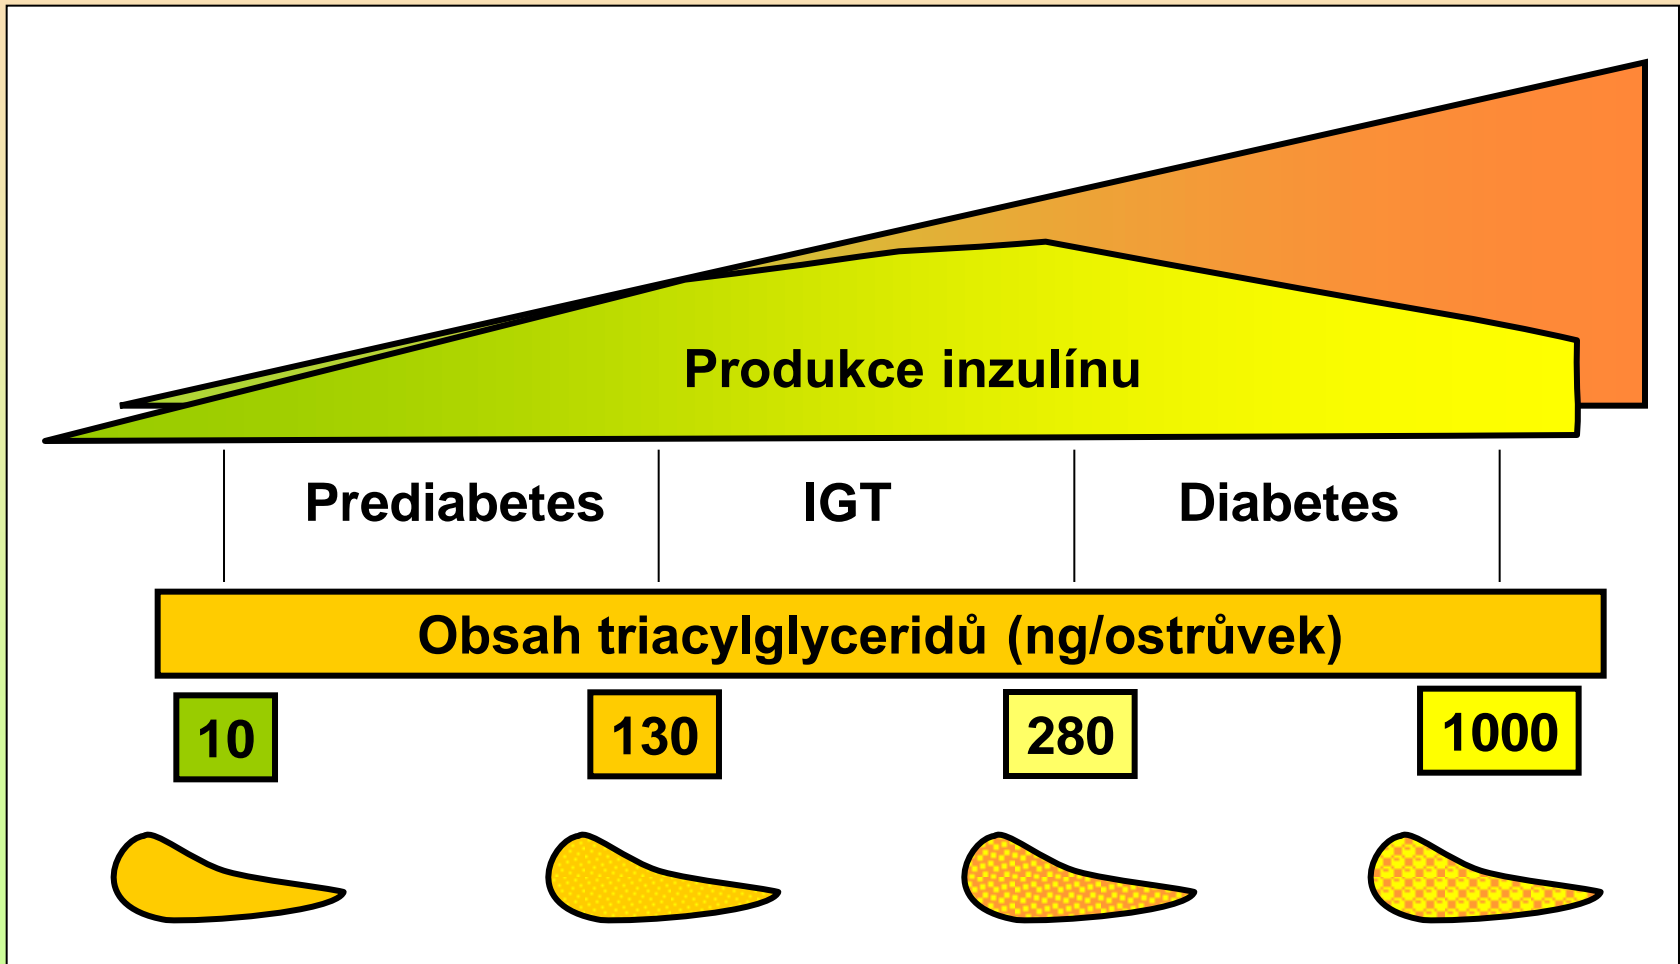 Produkce inzulínu
Prediabetes IGT Diabetes
Obsah triacylglyceridů (ng/ostrůvek)
10 130 280 1000